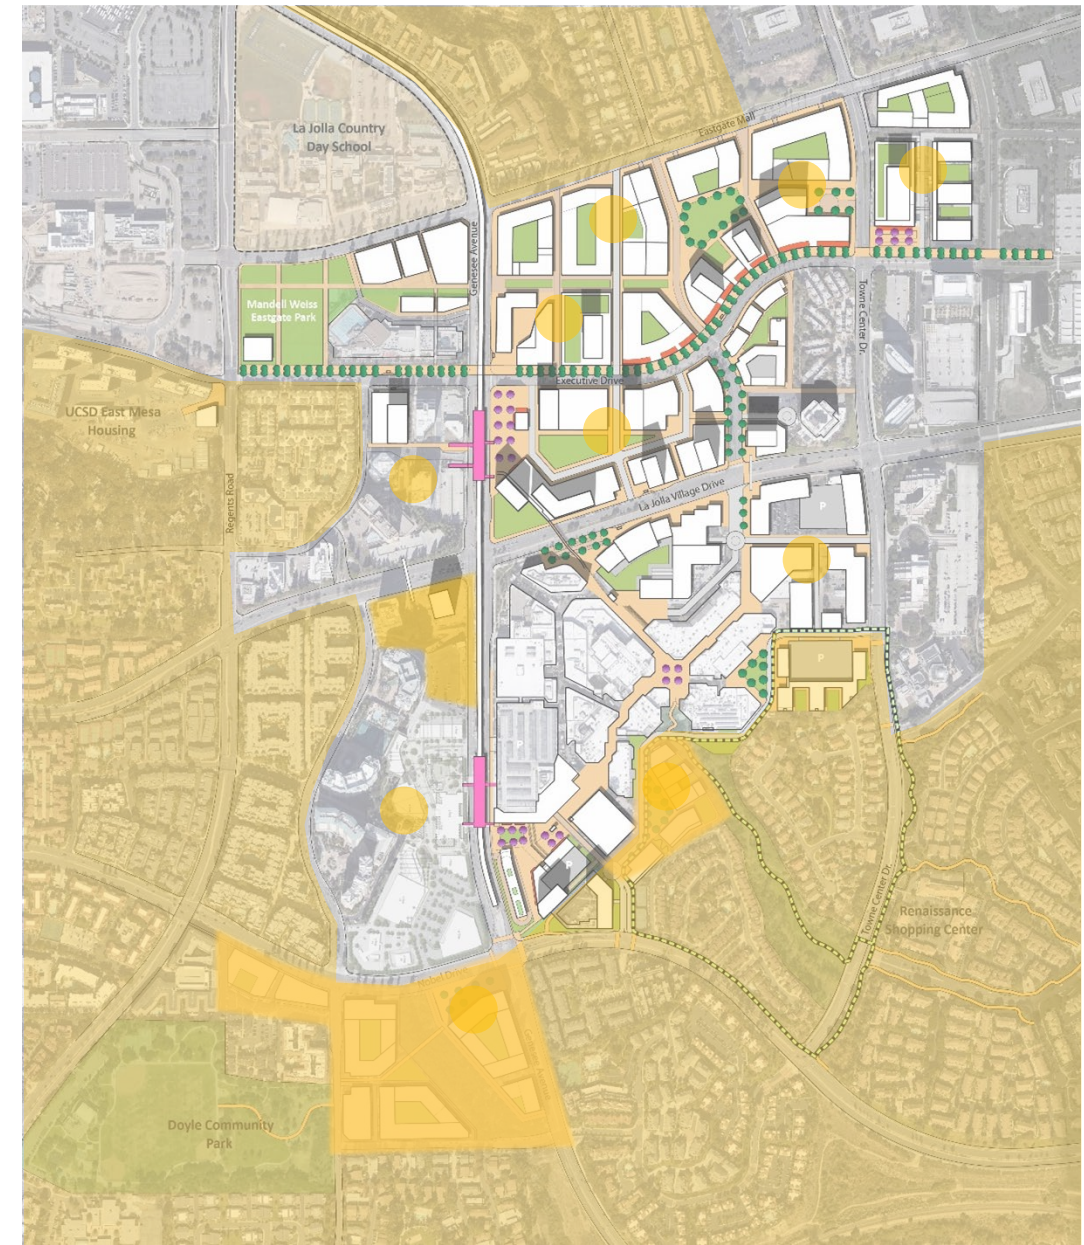 La Jolla Country
Day School
Eastgate Mall
Genesee Avenue
Mandell Weiss
Eastgate Park
Towne Center Dr.
Executive Drive
UCSD East Mesa
Housing
Regents Road
La Jolla Village Drive
P
P
P
P
Towne Center Dr.
Renaissance
Shopping Center
Nobel Drive
Genesee Avenue
Doyle Community
Park